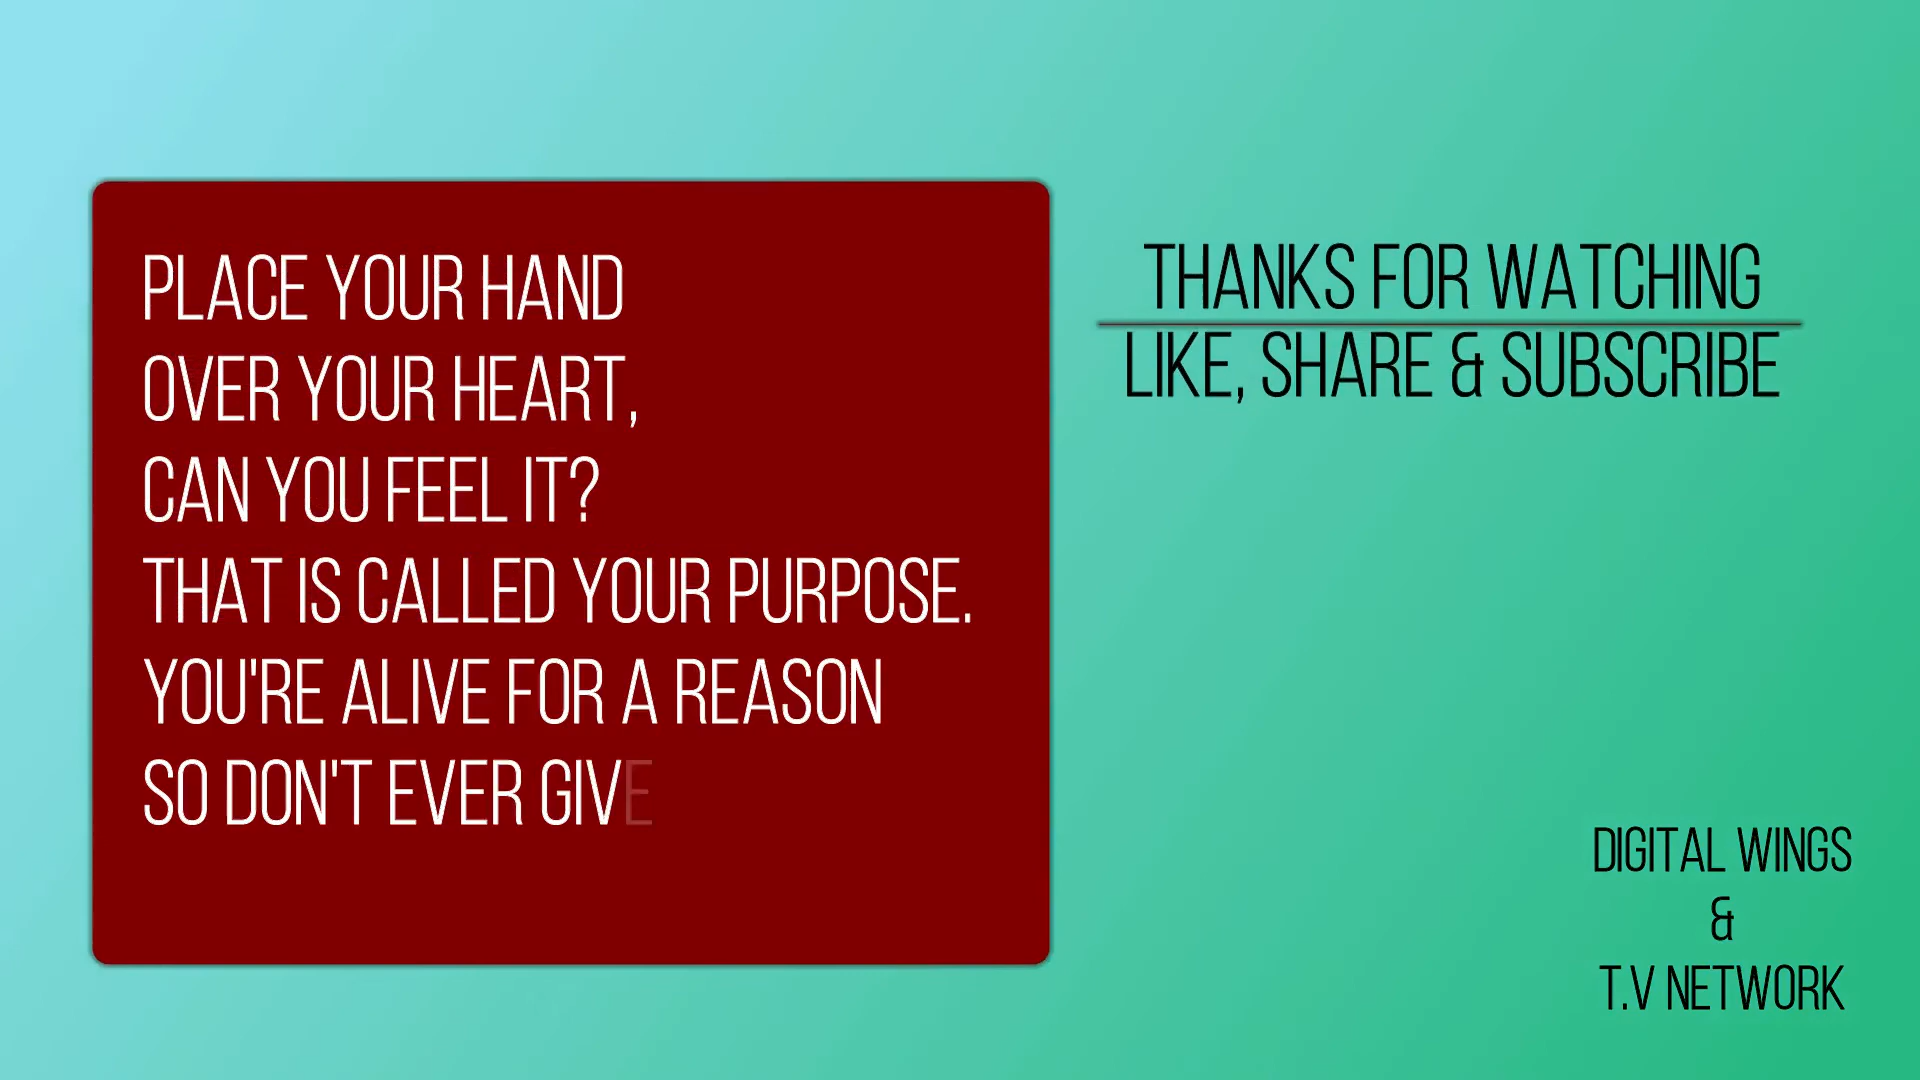 PLACE YOUR HAND
OVER YOUR HEART,
CAN YOU FEEL IT?
THAT IS CALLED YOUR PURPOSE.
YOU'RE ALIVE FOR A REASON
SO DON'T EVER GIVE
THANKS FOR WATCHING
LIKE, SHARE & SUBSCRIBE
DIGITAL WINGS
&
T.V NETWORK